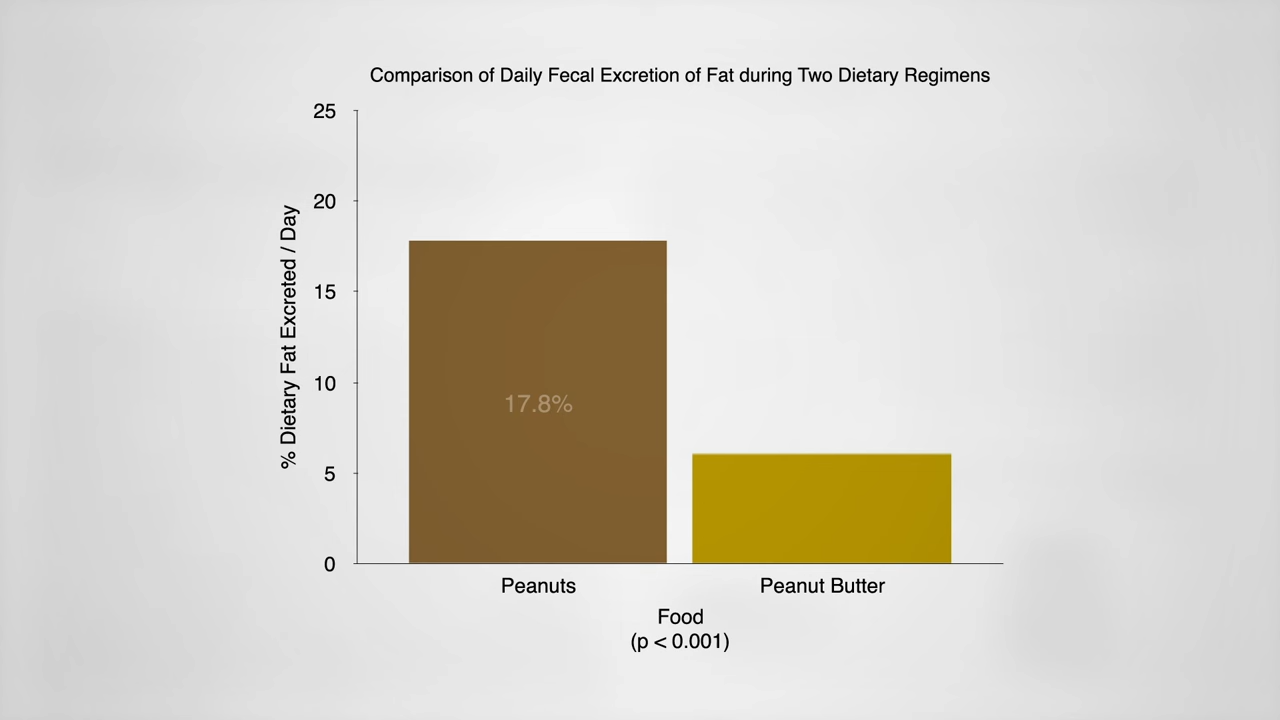 Comparison of Daily Fecal Excretion of Fat during Two Dietary Regimens
% Dietary Fat Excreted / Day
25
20
15
10
5
0
17.8%
Peanuts
Peanut Butter
Food
(p < 0.001)